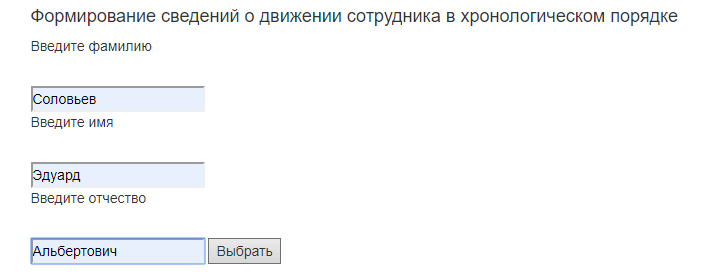 Формирование сведений о движении сотрудника в хронологическом порядке
Введите фамилию
Соловьев
Введите имя
Эдуард
Введите отчество
Альбертович Выбрать